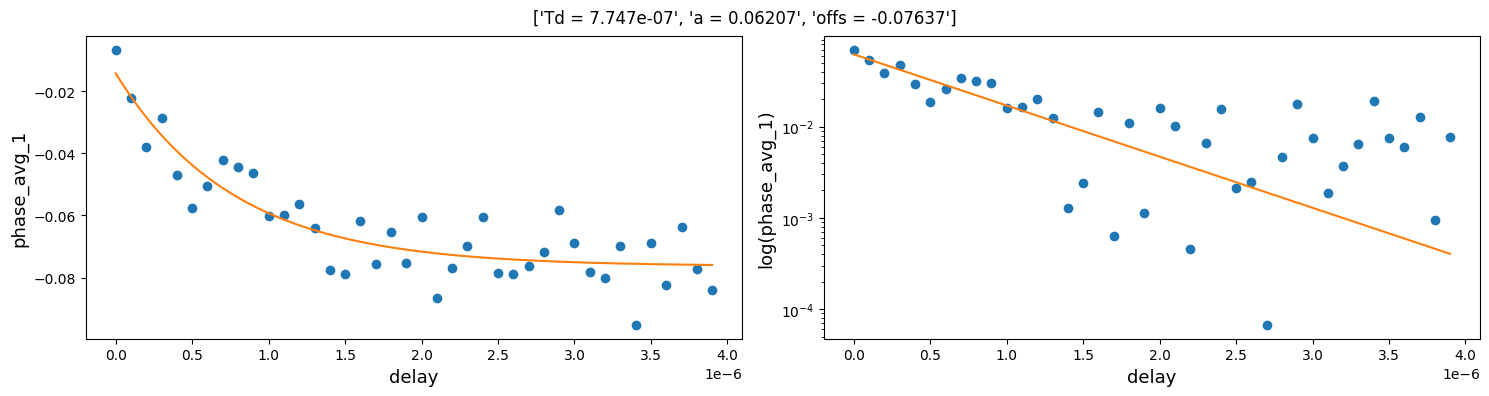 ['Td = 7.747e-07', 'a = 0.06207', 'offs = -0.07637']
phase_avg_1
−0.02
−0.04
−0.06
−0.08
0.0 0.5 1.0 1.5 2.0 2.5 3.0 3.5 4.0
1e−6
delay
log(phase_avg_1)
10−2
10−3
10−4
0.0 0.5 1.0 1.5 2.0 2.5 3.0 3.5 4.0
1e−6
delay